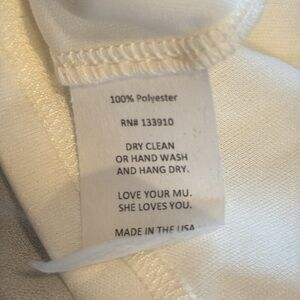 100% Polyester
RN# 133910
DRY CLEAN
OR HAND WASH
AND HANG DRY.
LOVE YOUR MU.
SHE LOVES YOU.
MADE IN THE USA